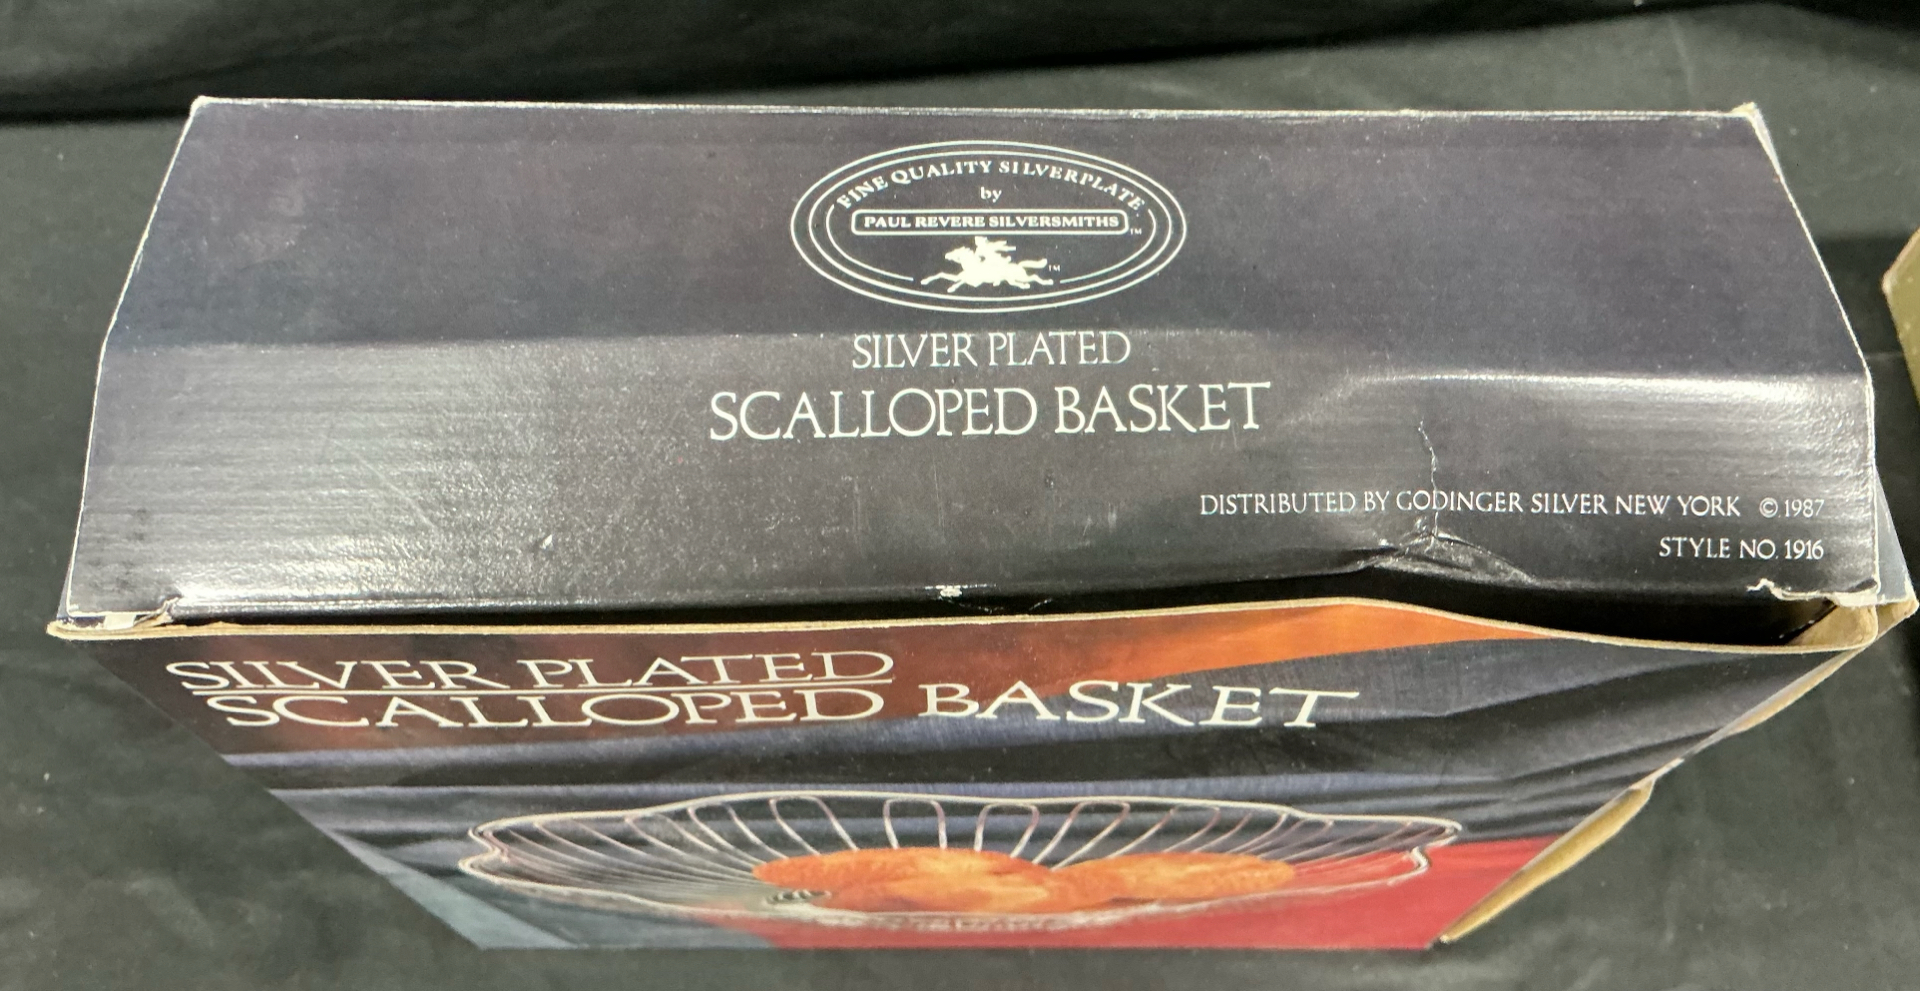 FINE QUALITY SILVERPLATE
by
PAUL REVERE SILVERSMITHS ™
™
SILVER PLATED
SCALLOPED BASKET
DISTRIBUTED BY GODINGER SILVER NEW YORK © 1987
STYLE NO. 1916
SILVER PLATED
SCALLOPED BASKET